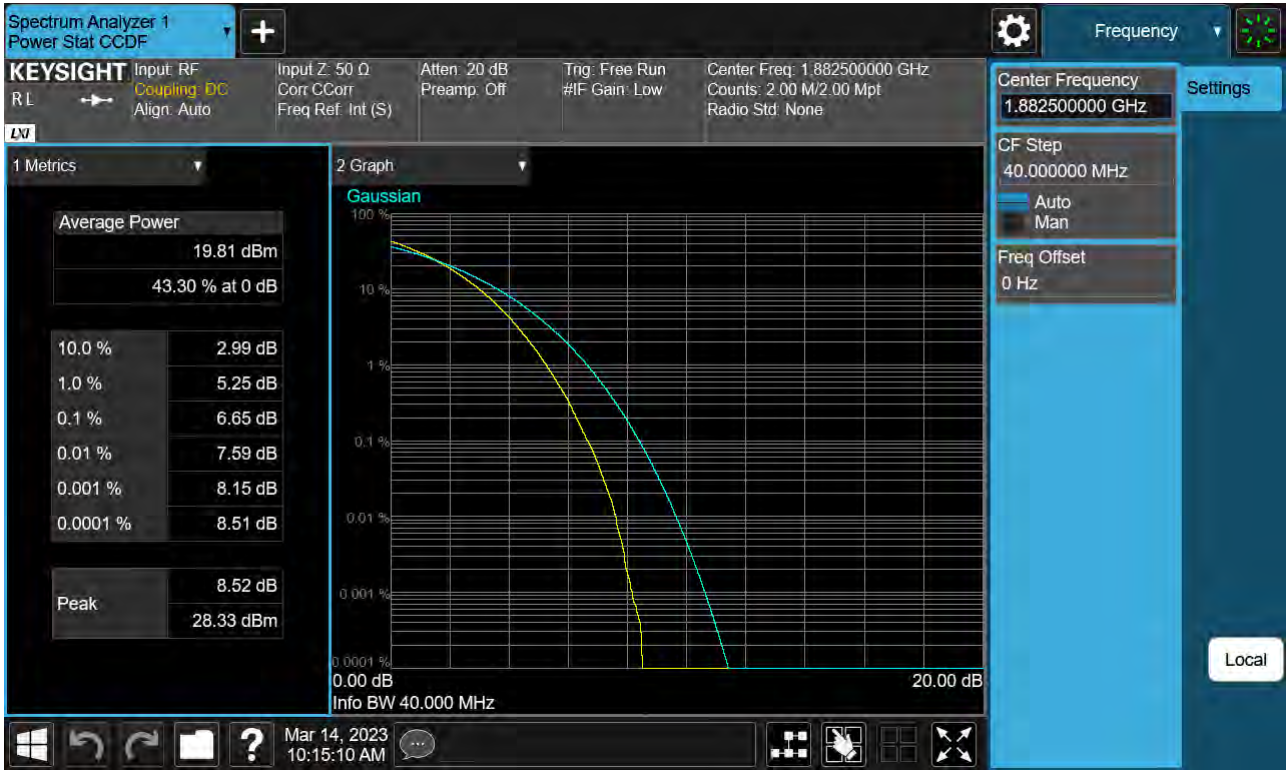 Spectrum Analyzer 1
Power Stat CCDF
Frequency
KEYSIGHT
R L
LXI
Input: RF
Coupling: DC
Align: Auto
Input Z: 50 Ω
Corr CCorr
Freq Ref: Int (S)
Atten: 20 dB
Preamp: Off
Trig: Free Run
#IF Gain: Low
Center Freq: 1.882500000 GHz
Counts: 2.00 M/2.00 Mpt
Radio Std: None
Center Frequency
1.882500000 GHz
Settings
CF Step
40.000000 MHz
Auto
Man
Freq Offset
0 Hz
1 Metrics
Average Power
19.81 dBm
43.30 % at 0 dB
10.0 % 2.99 dB
1.0 % 5.25 dB
0.1 % 6.65 dB
0.01 % 7.59 dB
0.001 % 8.15 dB
0.0001 % 8.51 dB
Peak
8.52 dB
28.33 dBm
2 Graph
Gaussian
100 %
10 %
1 %
0.1 %
0.01 %
0.001 %
0.0001 %
0.00 dB 20.00 dB
Info BW 40.000 MHz
Local
?
Mar 14, 2023
10:15:10 AM